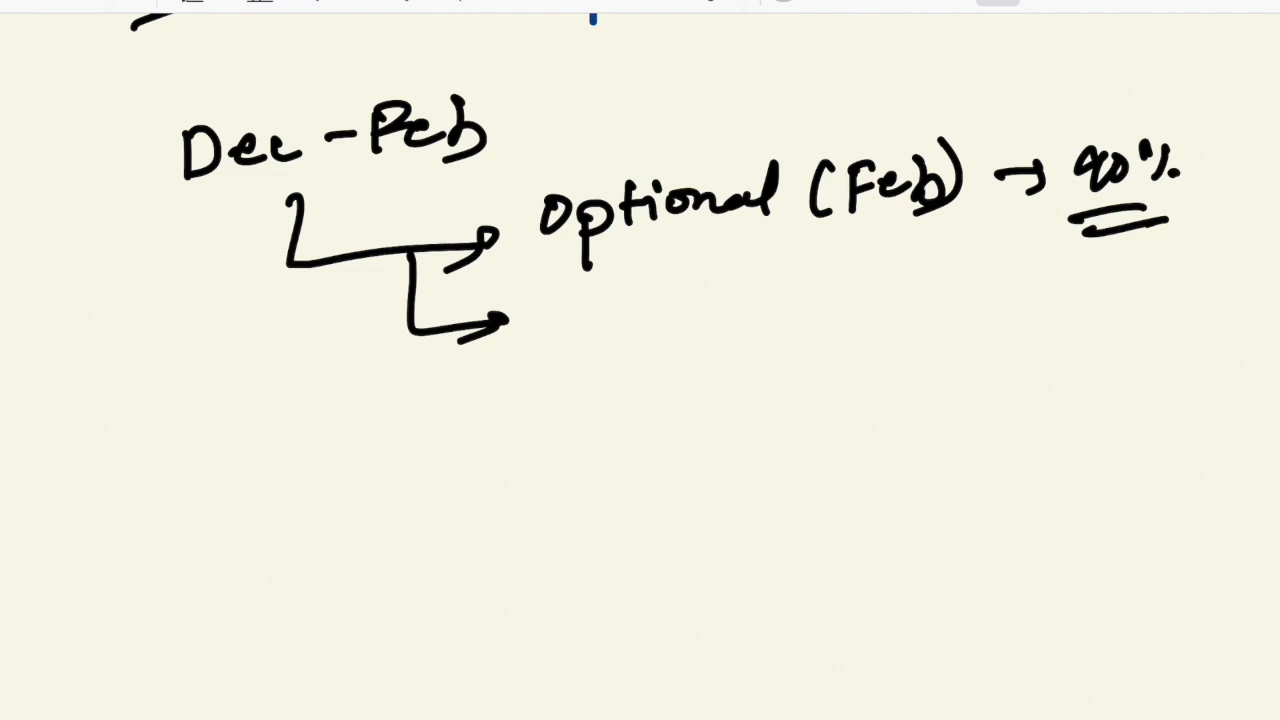 Dec - Feb
Optional (Feb) → 90%